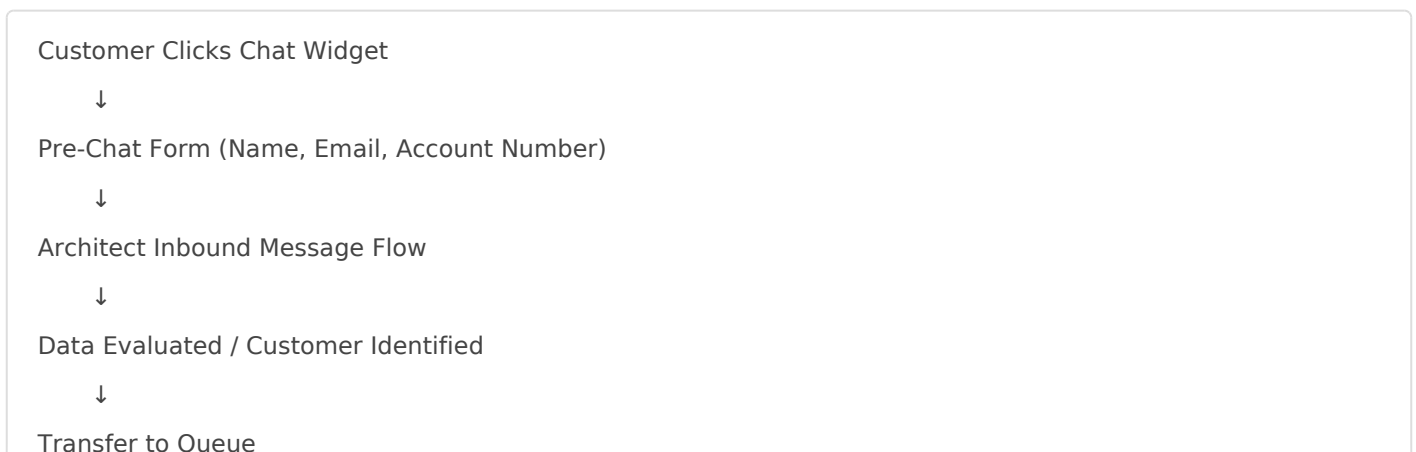 Customer Clicks Chat Widget
↓
Pre-Chat Form (Name, Email, Account Number)
↓
Architect Inbound Message Flow
↓
Data Evaluated / Customer Identified
↓
Transfer to Queue